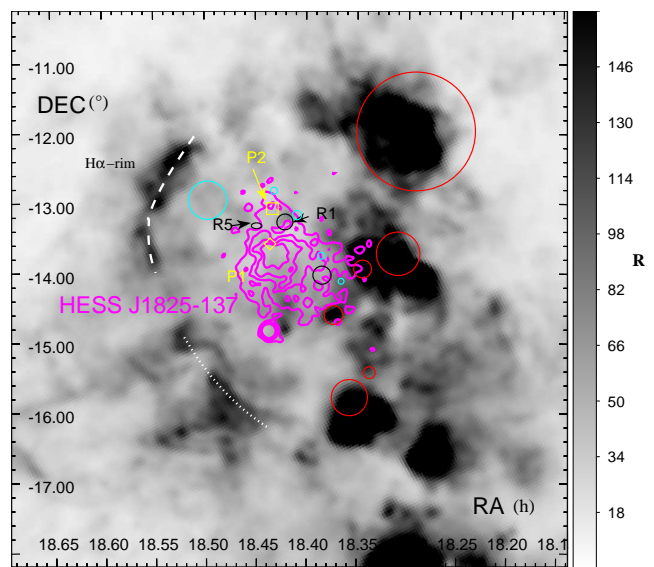 -11.00
146
DEC(°)
130
-12.00
Hα-rim
P2
114
-13.00
R5
R1
98
R
-14.00
P1
82
HESS J1825-137
66
-15.00
50
-16.00
34
-17.00
RA (h)
18
18.65 18.60 18.55 18.50 18.45 18.40 18.35 18.30 18.25 18.20 18.1